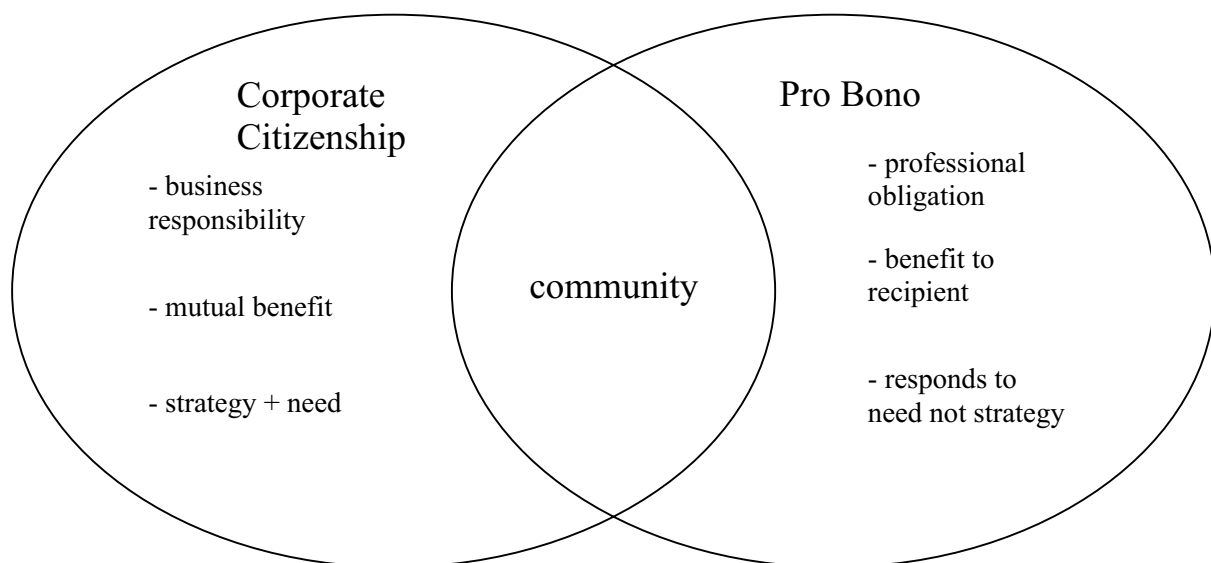 Corporate
Citizenship
- business
responsibility
- mutual benefit
- strategy + need
community
Pro Bono
- professional
obligation
- benefit to
recipient
- responds to
need not strategy